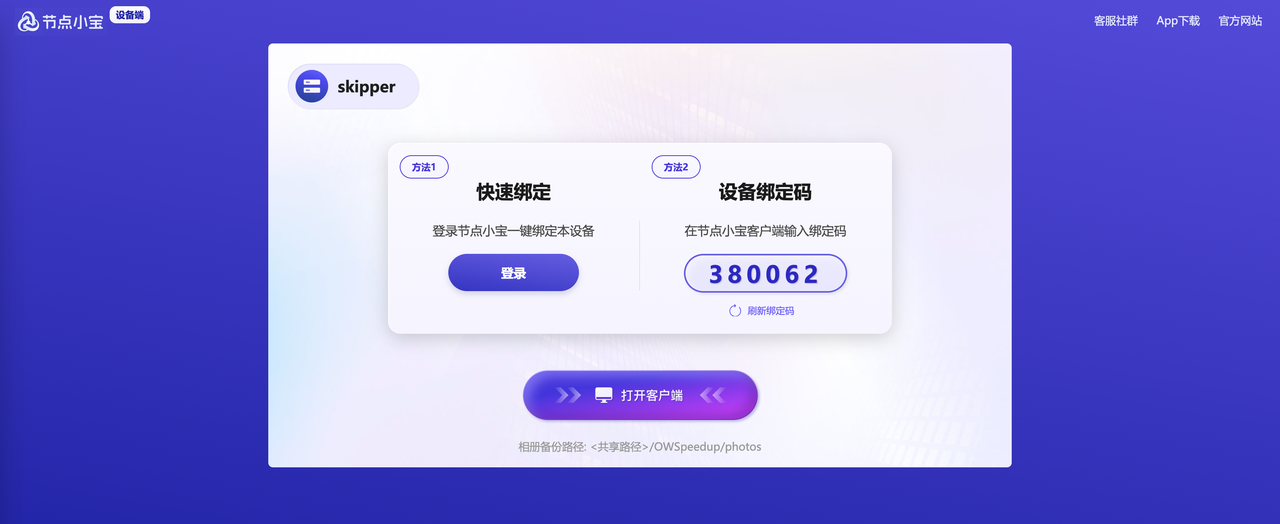 节点小宝 设备端
客服社群 App下载 官方网站
skipper
方法1
快速绑定
登录节点小宝一键绑定本设备
登录
方法2
设备绑定码
在节点小宝客户端输入绑定码
380062
刷新绑定码
打开客户端
相册备份路径: <共享路径>/OWSpeedup/photos